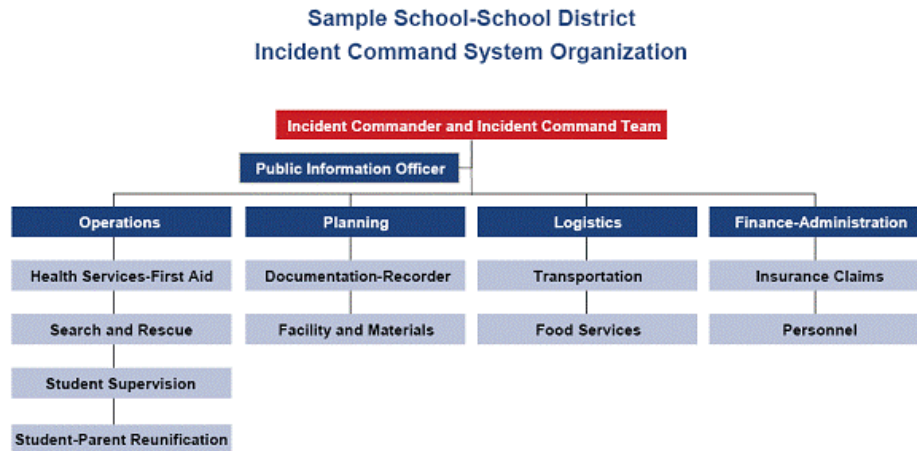 Sample School-School District
Incident Command System Organization
Incident Commander and Incident Command Team
Public Information Officer
Operations
Planning
Logistics
Finance-Administration
Health Services-First Aid
Documentation-Recorder
Transportation
Insurance Claims
Search and Rescue
Facility and Materials
Food Services
Personnel
Student Supervision
Student-Parent Reunification